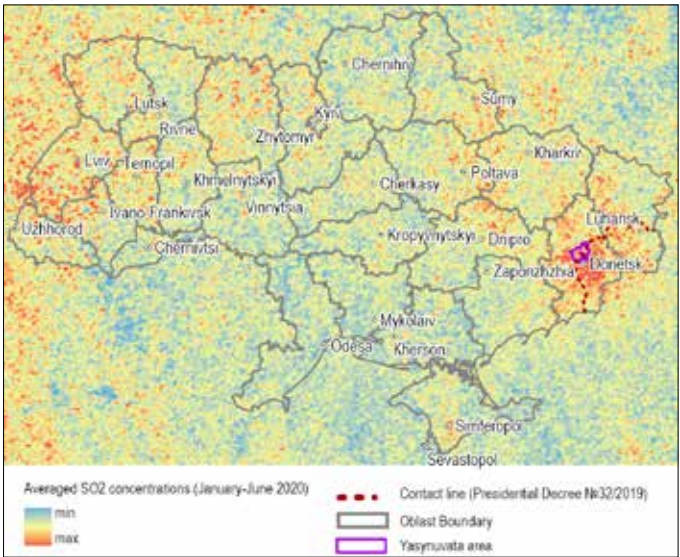 Chernihiv
Lutsk
Sumy
Rivne
Kyiv
Zhytomyr
Kharkiv
Lviv
Ternopil
Poltava
Khmelnytskyi
Cherkasy
Ivano-Frankivsk
Vinnytsia
Luhansk
Uzhhorod
Kropyvnytskyi
Dnipro
Chernivtsi
Donetsk
Zaporizhzhia
Mykolaiv
Odesa
Kherson
Simferopol
Sevastopol
Averaged SO2 concentrations (January-June 2020)
min
max
Contact line (Presidential Decree №32/2019)
Oblast Boundary
Yasynuvata area